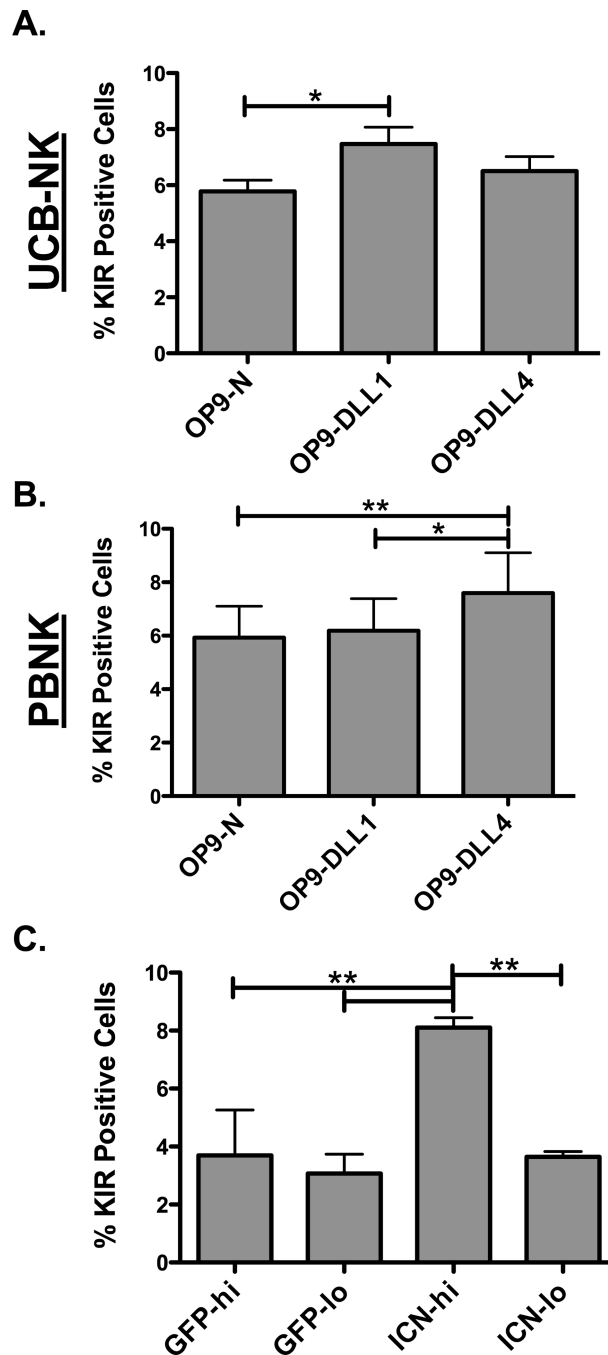 A.
UCB-NK
% KIR Positive Cells
10
8
6
4
2
0
*
OP9-N
OP9-DLL1
OP9-DLL4
B.
PBNK
% KIR Positive Cells
10
8
6
4
2
0
**
*
OP9-N
OP9-DLL1
OP9-DLL4
C.
% KIR Positive Cells
10
8
6
4
2
0
** **
GFP-hi
GFP-lo
ICN-hi
ICN-lo